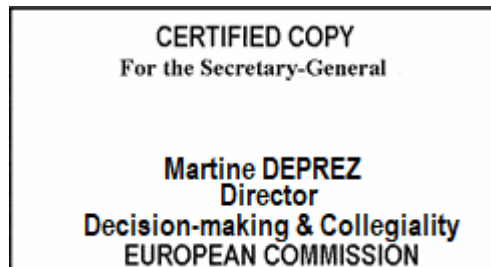 CERTIFIED COPY
For the Secretary-General
Martine DEPREZ
Director
Decision-making & Collegiality
EUROPEAN COMMISSION